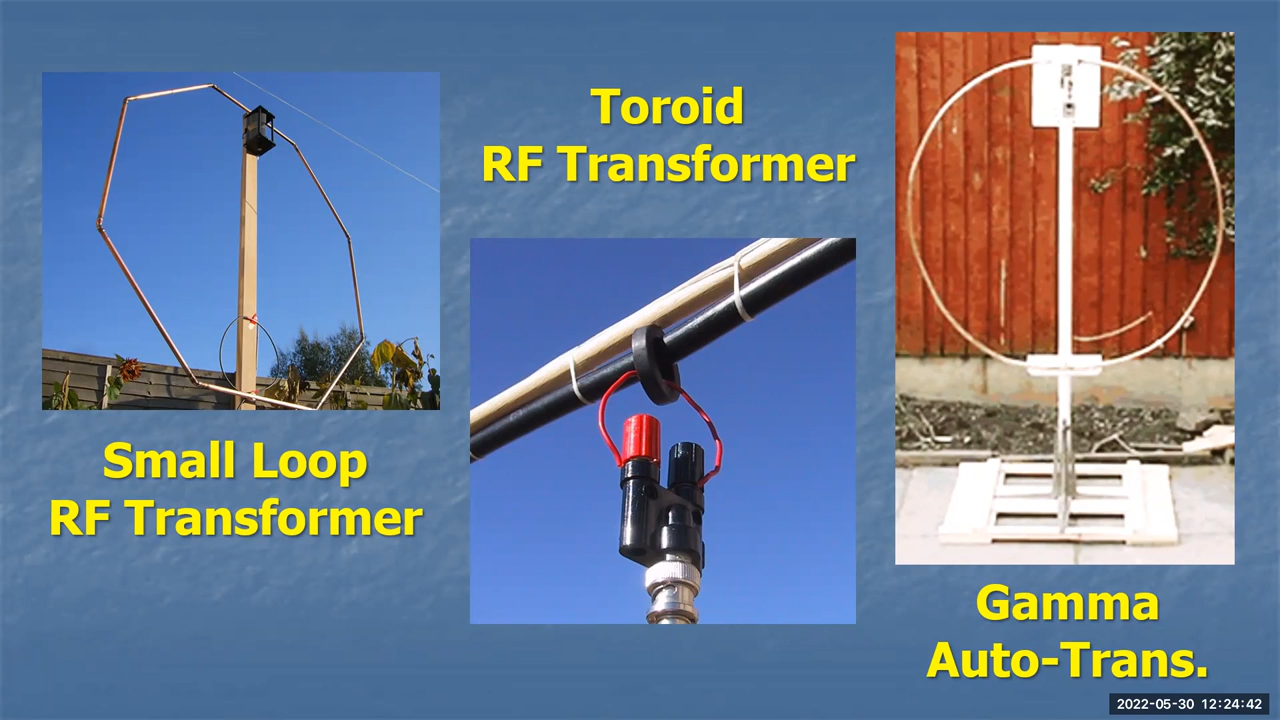 Small Loop
RF Transformer
Toroid
RF Transformer
Gamma
Auto-Trans.
2022-05-30 12:24:42